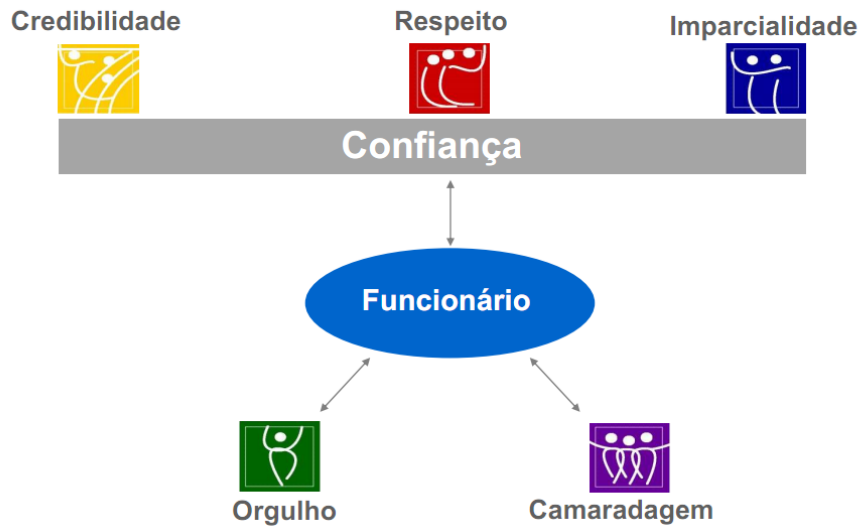 Credibilidade
Respeito
Imparcialidade
Confiança
Funcionário
Orgulho
Camaradagem